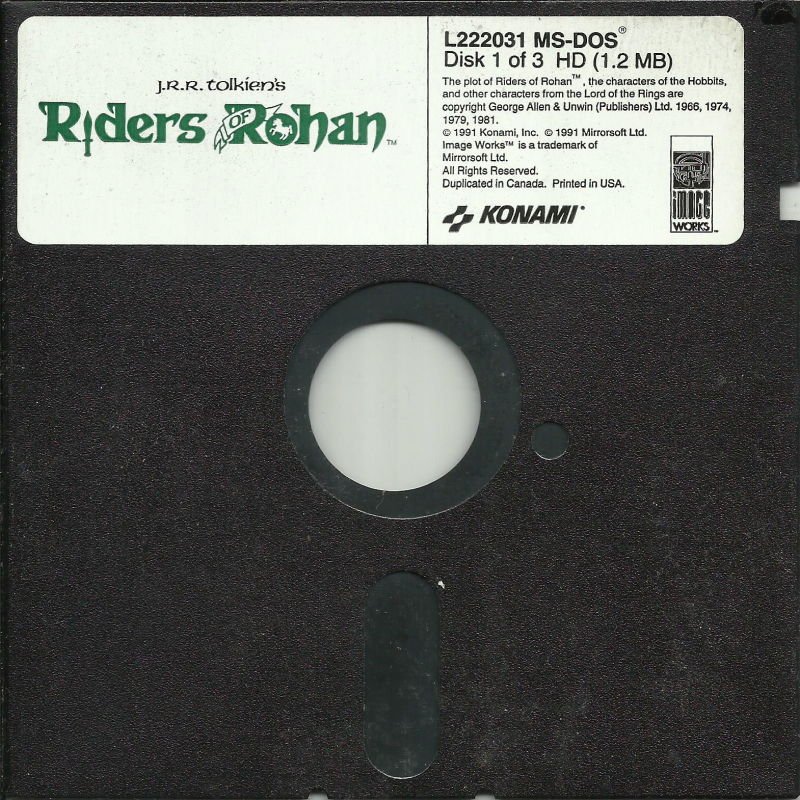 J.R.R. Tolkien's
Riders OF Rohan™
L222031 MS-DOS®
Disk 1 of 3 HD (1.2 MB)
The plot of Riders of Rohan™, the characters of the Hobbits,
and other characters from the Lord of the Rings are
copyright George Allen & Unwin (Publishers) Ltd. 1966, 1974,
1979, 1981.
© 1991 Konami, Inc. © 1991 Mirrorsoft Ltd.
Image Works™ is a trademark of
Mirrorsoft Ltd.
All Rights Reserved.
Duplicated in Canada. Printed in USA.
KONAMI®
IMAGE
WORKS™